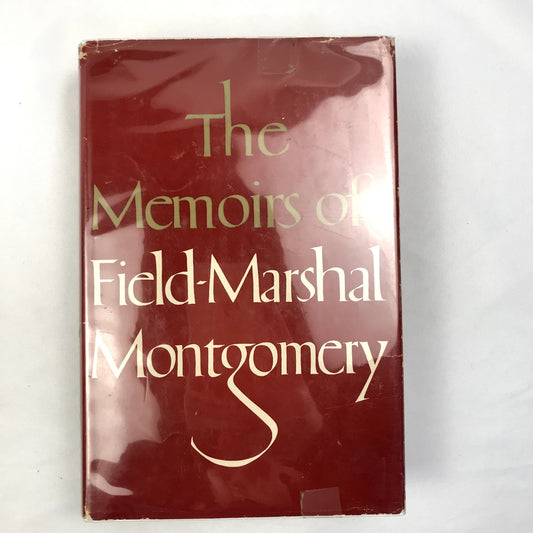 The
Memoirs of
Field-Marshal
Montgomery